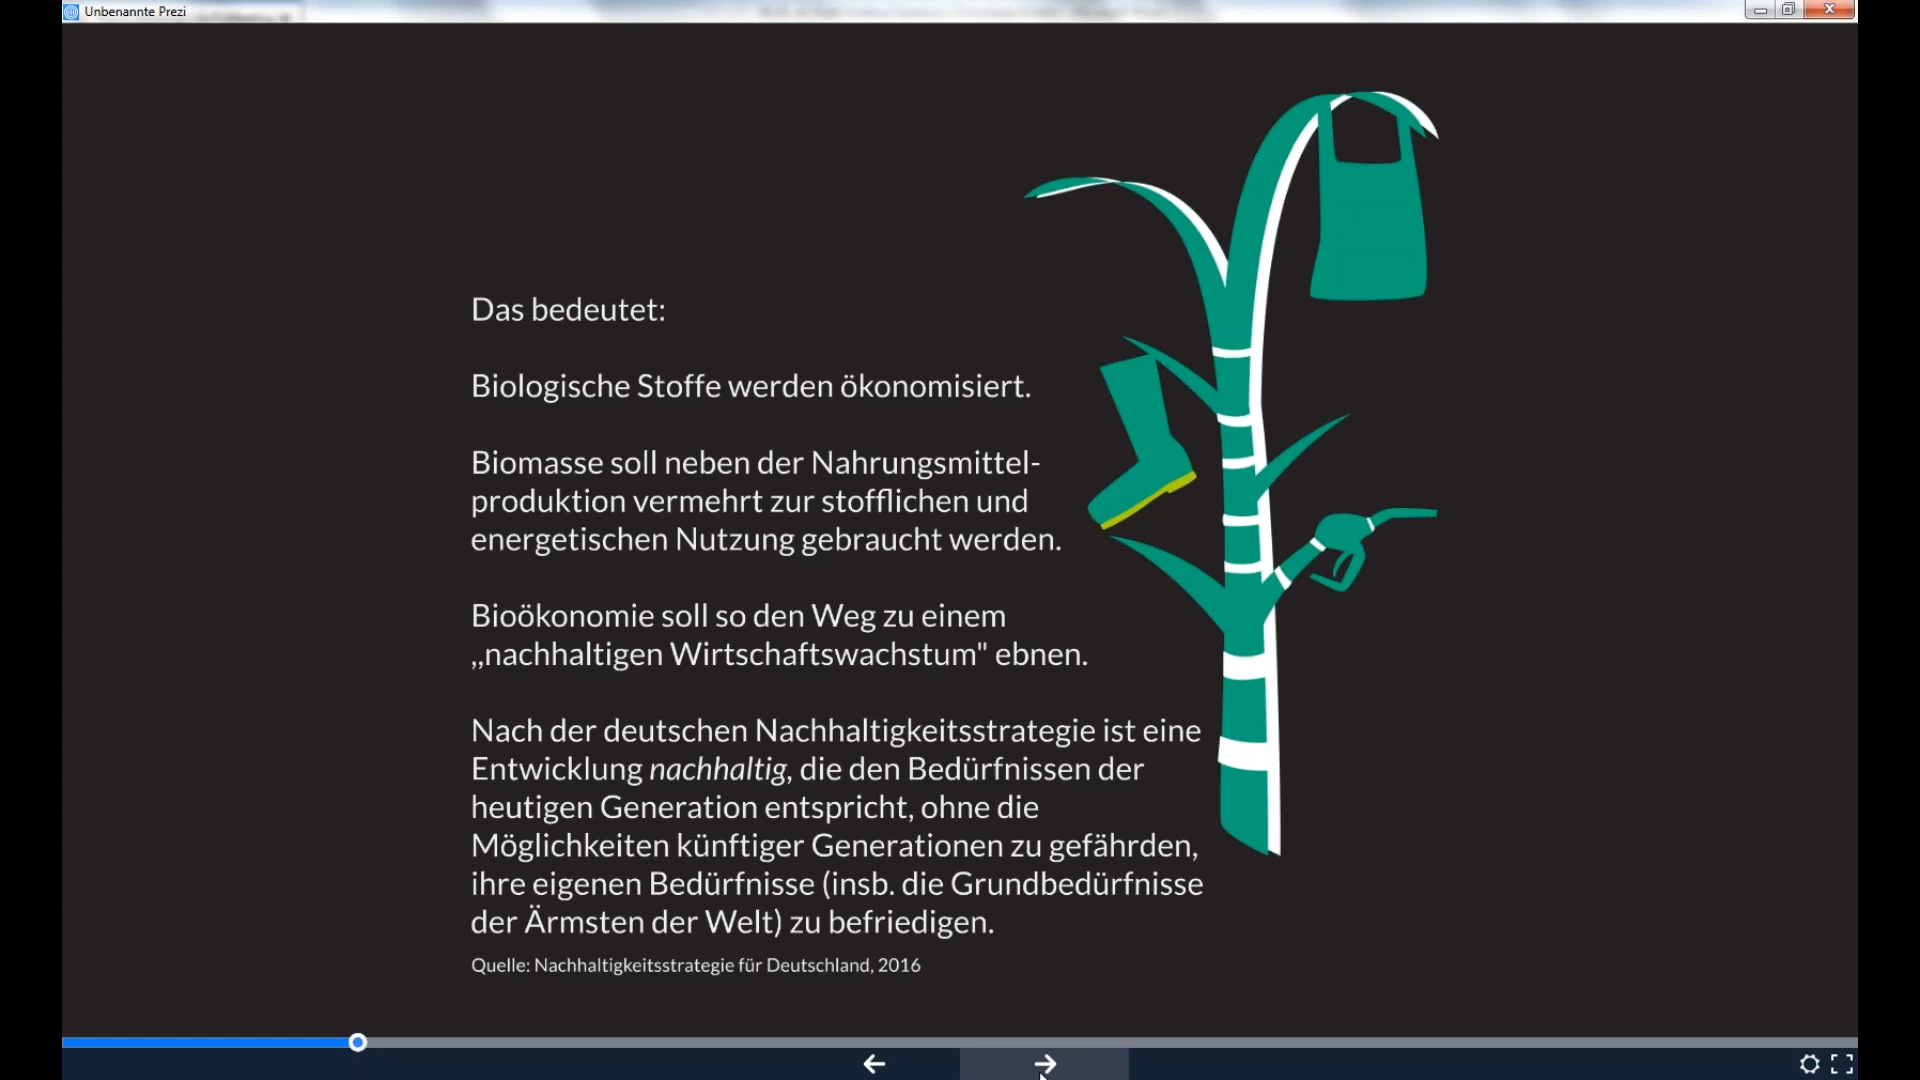 Unbenannte Prezi
Das bedeutet:
Biologische Stoffe werden ökonomisiert.
Biomasse soll neben der Nahrungsmittel-
produktion vermehrt zur stofflichen und
energetischen Nutzung gebraucht werden.
Bioökonomie soll so den Weg zu einem
,,nachhaltigen Wirtschaftswachstum" ebnen.
Nach der deutschen Nachhaltigkeitsstrategie ist eine
Entwicklung nachhaltig, die den Bedürfnissen der
heutigen Generation entspricht, ohne die
Möglichkeiten künftiger Generationen zu gefährden,
ihre eigenen Bedürfnisse (insb. die Grundbedürfnisse
der Ärmsten der Welt) zu befriedigen.
Quelle: Nachhaltigkeitsstrategie für Deutschland, 2016